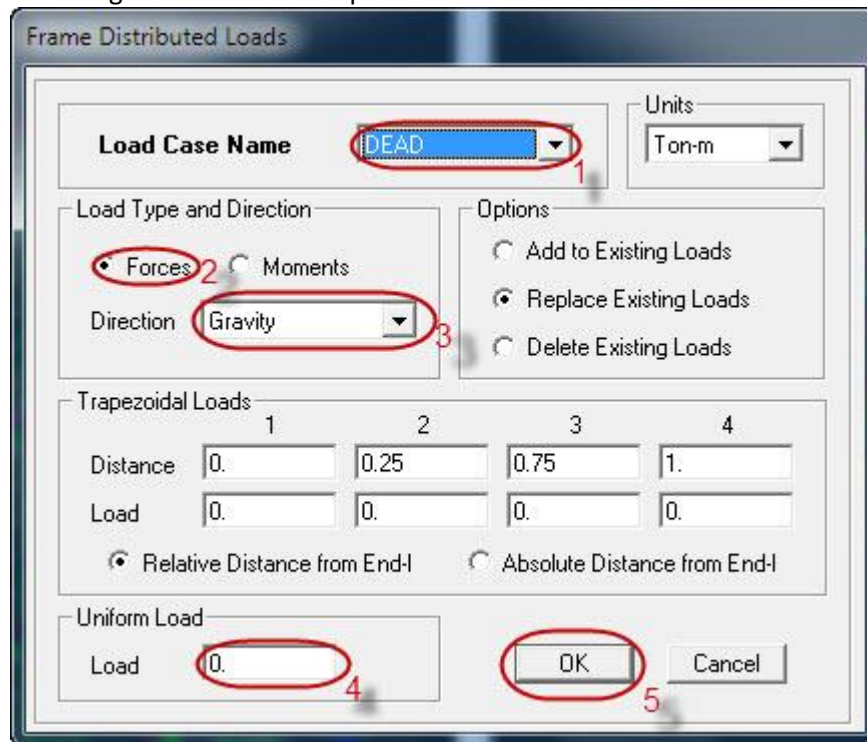 Frame Distributed Loads
Units
Load Case Name DEAD 1 Ton-m
Load Type and Direction Options
Forces 2 Moments Add to Existing Loads
Direction Gravity 3 Replace Existing Loads
Delete Existing Loads
Trapezoidal Loads
1 2 3 4
Distance 0. 0.25 0.75 1.
Load 0. 0. 0. 0.
Relative Distance from End-I Absolute Distance from End-I
Uniform Load
Load 0. 4 OK 5 Cancel